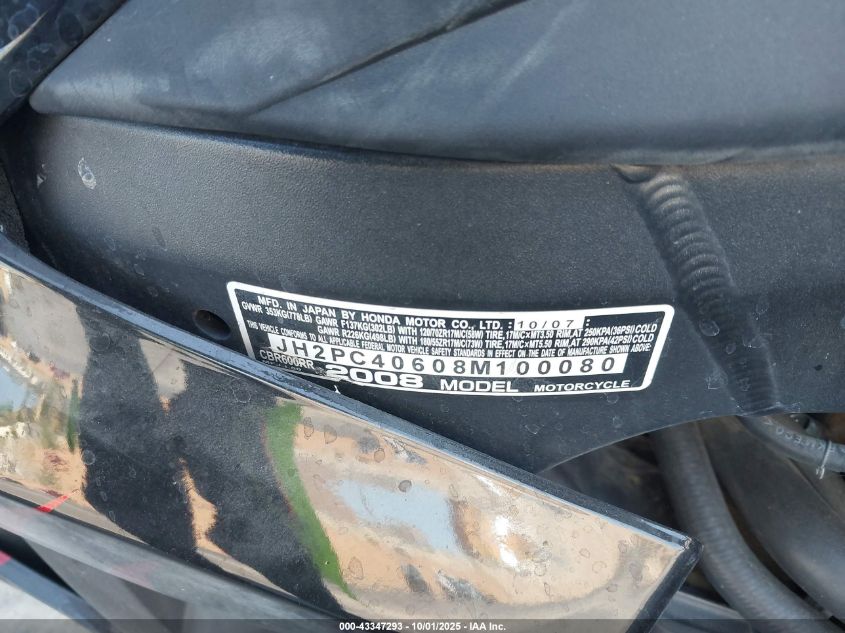 MFD. IN JAPAN BY HONDA MOTOR CO., LTD. :10/07:
GVWR 353KG(778LB) GAWR F137KG(302LB) WITH 120/70ZR17M/C(58W) TIRE, 17M/C×MT3.50 RIM,AT 250KPA(36PSI)COLD
GAWR R226KG(498LB) WITH 180/55ZR17M/C(73W) TIRE, 17M/C×MT5.50 RIM,AT 290KPA(42PSI)COLD
THIS VEHICLE CONFORMS TO ALL APPLICABLE FEDERAL MOTOR VEHICLE SAFETY STANDARDS IN EFFECT ON THE DATE OF MANUFACTURE SHOWN ABOVE.
JH2PC40608M100080
CBR600RR 2008 MODEL MOTORCYCLE
000-43347293 - 10/01/2025 - IAA Inc.